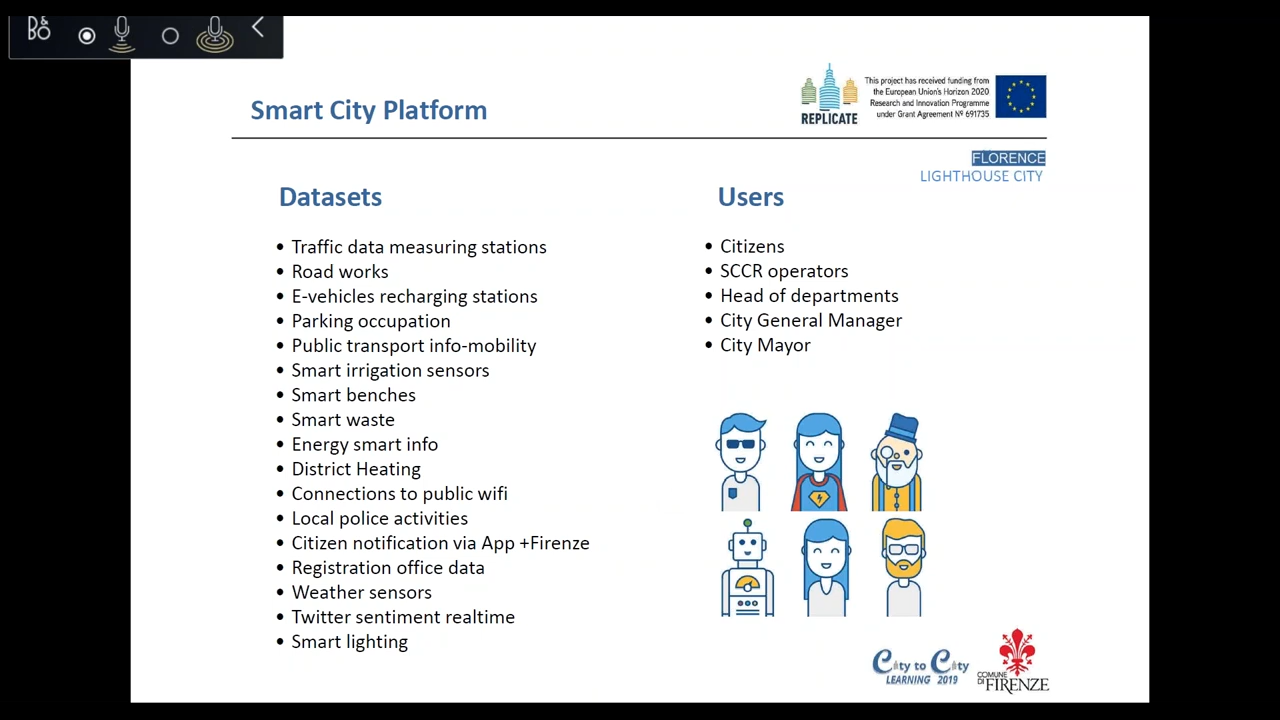 D&
BO
Smart City Platform
REPLICATE
This project has received funding from
the European Union's Horizon 2020
Research and Innovation Programme
under Grant Agreement Nº 691735
FLORENCE
LIGHTHOUSE CITY
Datasets
• Traffic data measuring stations
• Road works
• E-vehicles recharging stations
• Parking occupation
• Public transport info-mobility
• Smart irrigation sensors
• Smart benches
• Smart waste
• Energy smart info
• District Heating
• Connections to public wifi
• Local police activities
• Citizen notification via App +Firenze
• Registration office data
• Weather sensors
• Twitter sentiment realtime
• Smart lighting
Users
• Citizens
• SCCR operators
• Head of departments
• City General Manager
• City Mayor
City to City
LEARNING 2019
COMUNE
DI FIRENZE